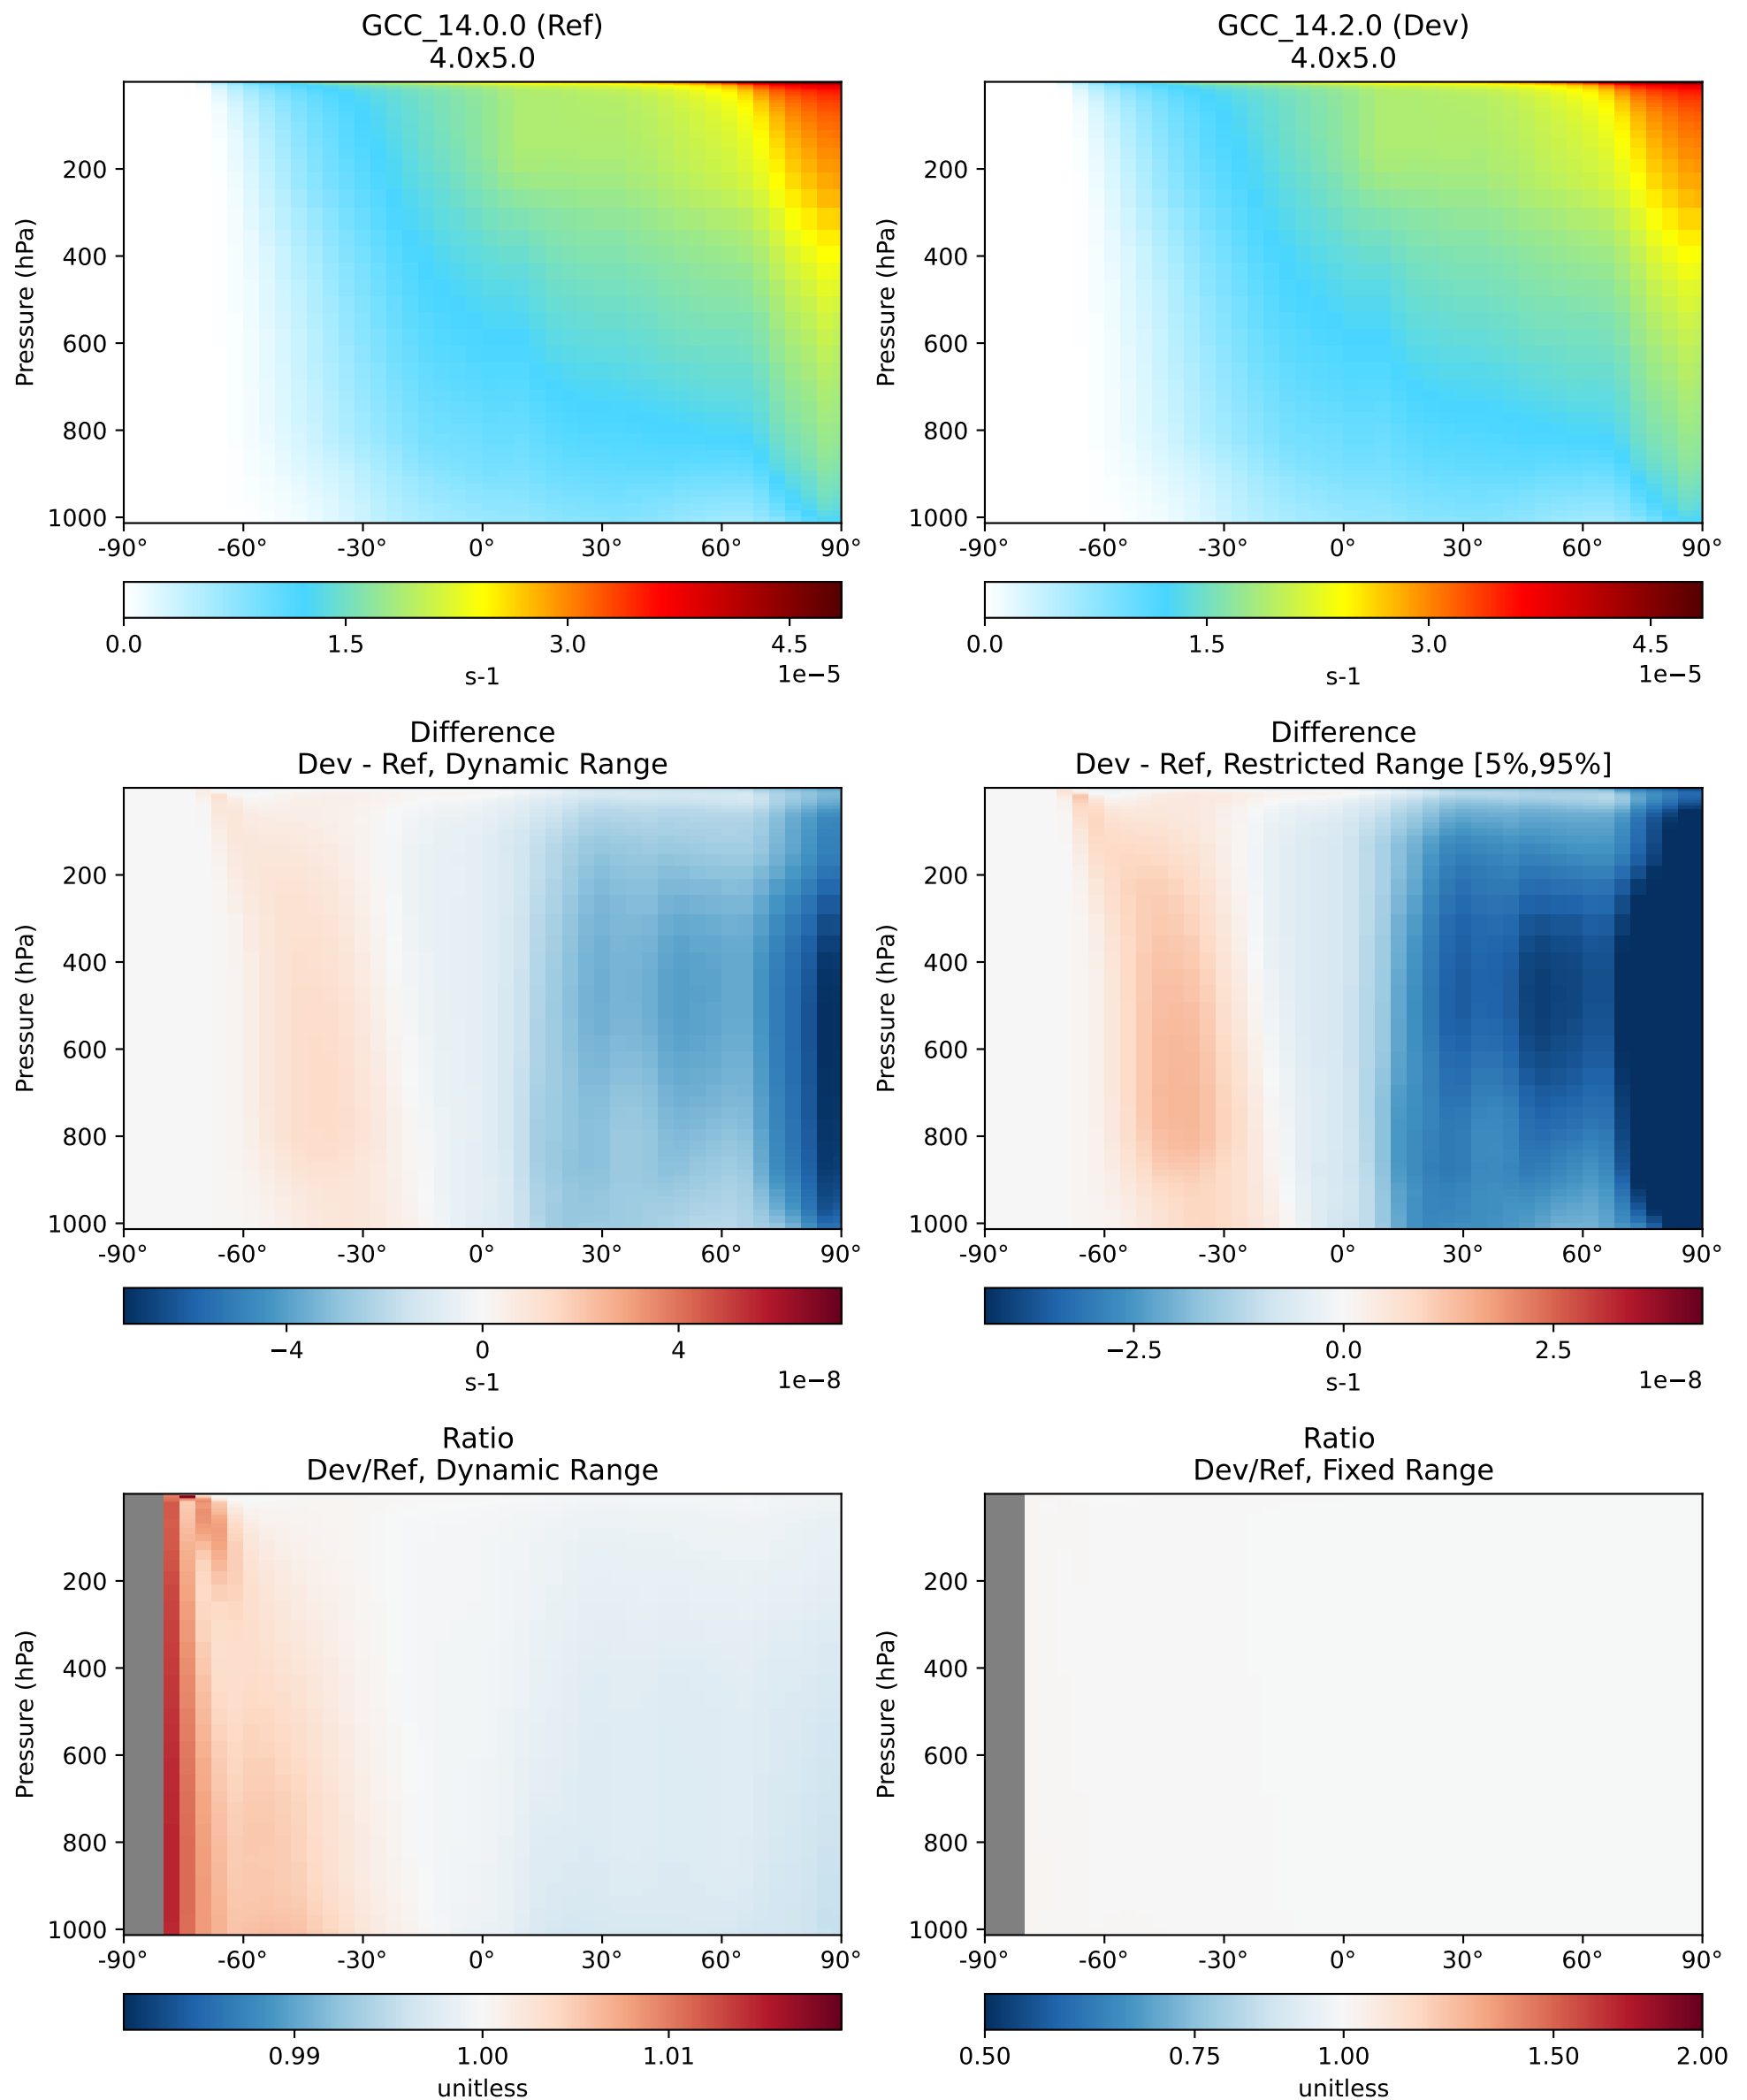 GCC_14.0.0 (Ref)
4.0x5.0
GCC_14.2.0 (Dev)
4.0x5.0
Pressure (hPa)
200
400
600
800
1000
-90° -60° -30° 0° 30° 60° 90°
0.0 1.5 3.0 4.5
1e−5
s-1
Pressure (hPa)
200
400
600
800
1000
-90° -60° -30° 0° 30° 60° 90°
0.0 1.5 3.0 4.5
1e−5
s-1
Difference
Dev - Ref, Dynamic Range
Difference
Dev - Ref, Restricted Range [5%,95%]
Pressure (hPa)
200
400
600
800
1000
-90° -60° -30° 0° 30° 60° 90°
−4 0 4
1e−8
s-1
Pressure (hPa)
200
400
600
800
1000
-90° -60° -30° 0° 30° 60° 90°
−2.5 0.0 2.5
1e−8
s-1
Ratio
Dev/Ref, Dynamic Range
Ratio
Dev/Ref, Fixed Range
Pressure (hPa)
200
400
600
800
1000
-90° -60° -30° 0° 30° 60° 90°
0.99 1.00 1.01
unitless
Pressure (hPa)
200
400
600
800
1000
-90° -60° -30° 0° 30° 60° 90°
0.50 0.75 1.00 1.50 2.00
unitless